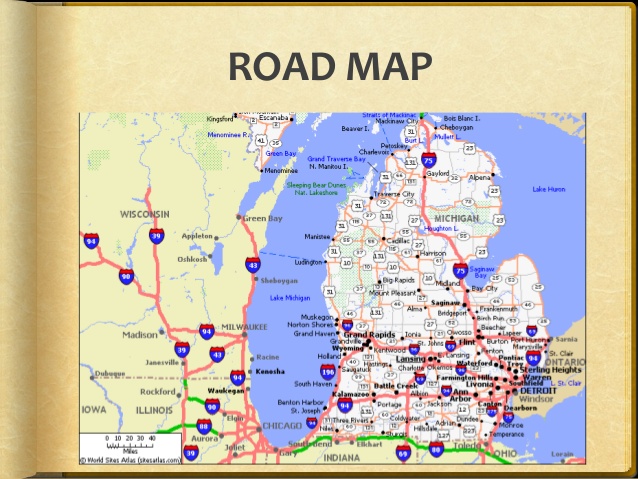 ROAD MAP
Kingsford
Escanaba
Straits of Mackinac
Mackinaw City
Bois Blanc I.
Cheboygan
Beaver I.
Menominee R.
Burt L.
Mullett L.
Petoskey
Charlevoix
Green Bay
Grand Traverse Bay
N. Manitou I.
Menominee
Gaylord
Alpena
Sleeping Bear Dunes
Nat. Lakeshore
Traverse City
Lake Huron
WISCONSIN
Green Bay
MICHIGAN
Houghton L.
Appleton
Manistee
Cadillac
Oshkosh
Harrison
Ludington
Saginaw
Bay
Sheboygan
Big Rapids
Midland
Bay City
Mount Pleasant
Lake Michigan
Saginaw
Alma
Frankenmuth
Bridgeport
Muskegon
Birch Run
Norton Shores
MILWAUKEE
Grand Haven
Grand Rapids
Ionia
Owosso
Beecher
Lapeer
Port Huron
Madison
Grandville
Flint
Burton
Sarnia
Wyoming
Kentwood
St. Johns
Marysville
Holland
Lansing
Fenton
Pontiac
St. Clair
ONTARIO
Janesville
Racine
Saugatuck
Charlotte
Okemos
Waterford
Troy
Sterling Heights
Dubuque
Kenosha
Warren
South Haven
Battle Creek
Farmington Hills
Southfield
L. St. Clair
Rockford
Waukegan
Kalamazoo
Albion
Ann
Arbor
Livonia
DETROIT
Windsor
IOWA
ILLINOIS
Benton Harbor
St. Joseph
Portage
Jackson
Canton
Dearborn
Elgin
CHICAGO
Three Rivers
Coldwater
Adrian
Monroe
Niles
Sturgis
Hillsdale
Temperance
Aurora
Joliet
Gary
South Bend
Elkhart
Toledo
INDIANA
OHIO
Lorain
0 10 20 30 40
Miles
© World Sites Atlas (sitesatlas.com)